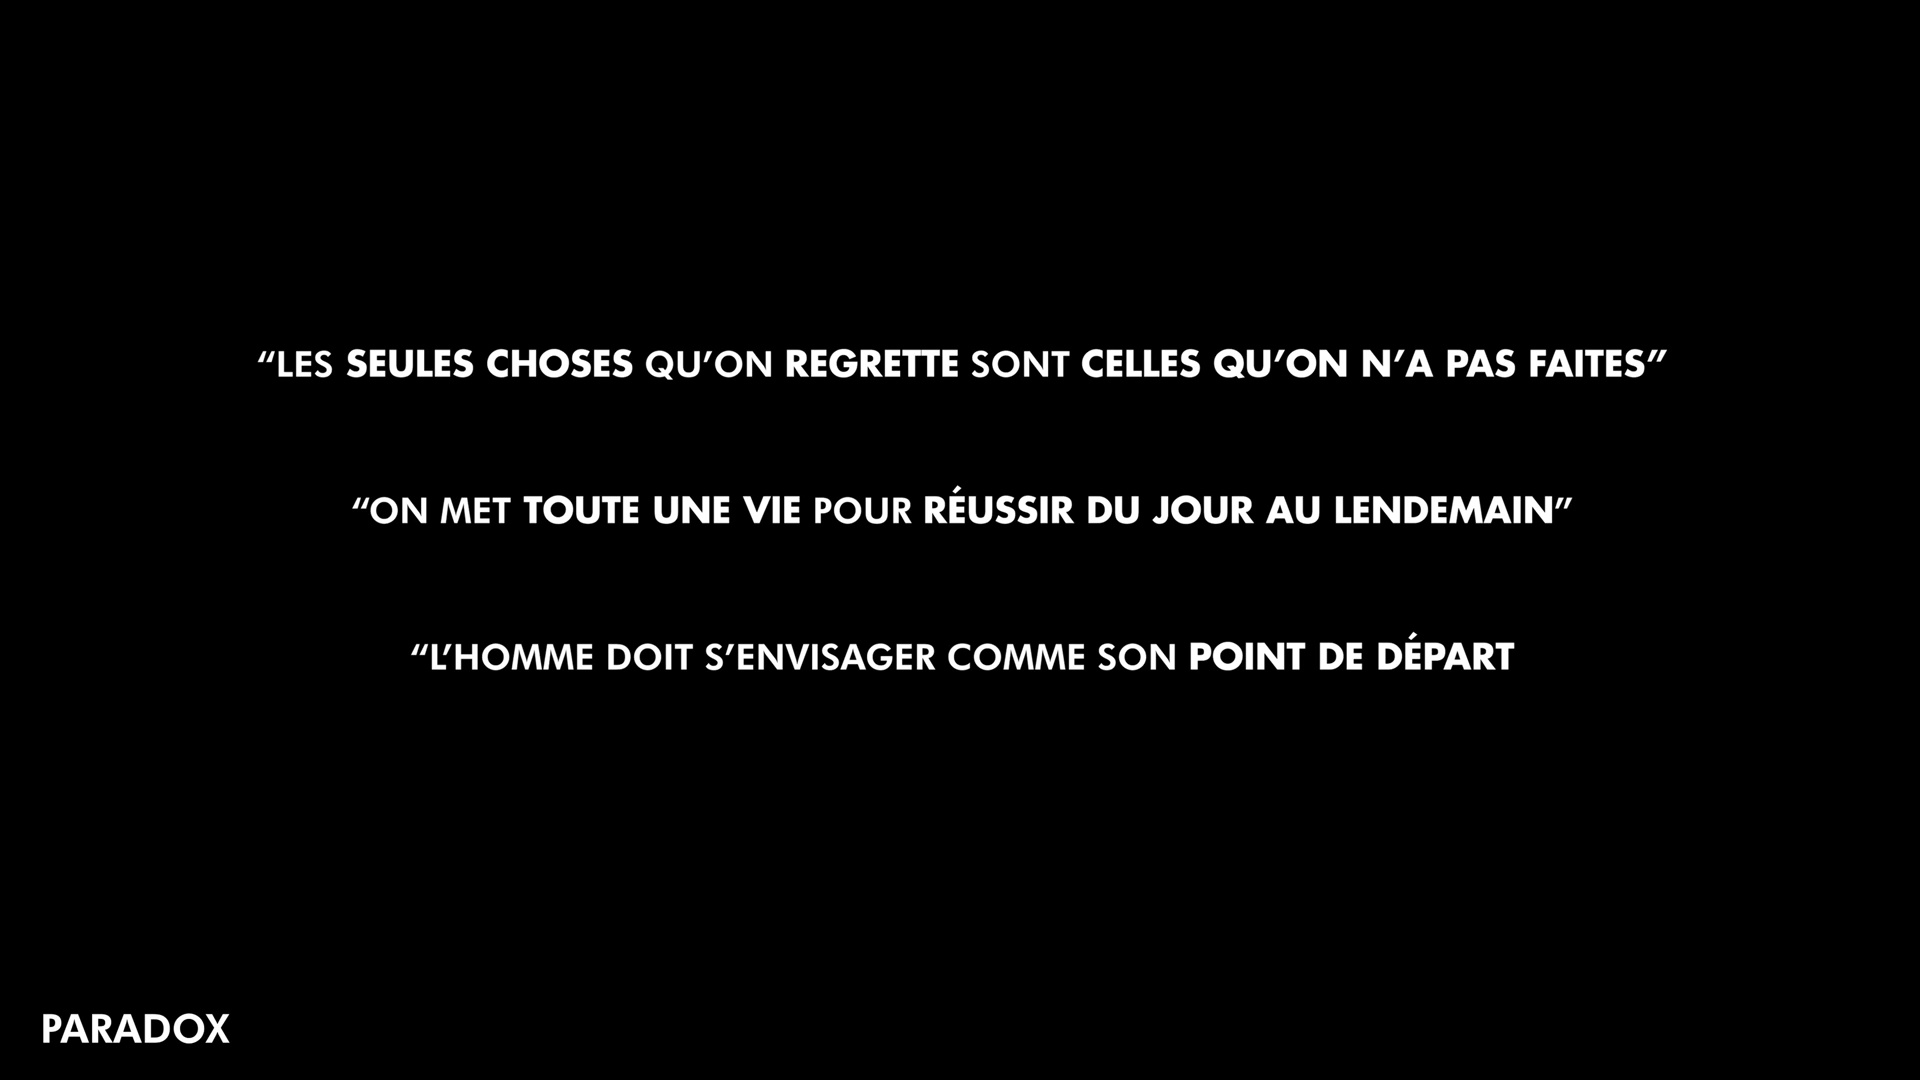 “LES SEULES CHOSES QU’ON REGRETTE SONT CELLES QU’ON N’A PAS FAITES”
“ON MET TOUTE UNE VIE POUR RÉUSSIR DU JOUR AU LENDEMAIN”
“L’HOMME DOIT S’ENVISAGER COMME SON POINT DE DÉPART
PARADOX